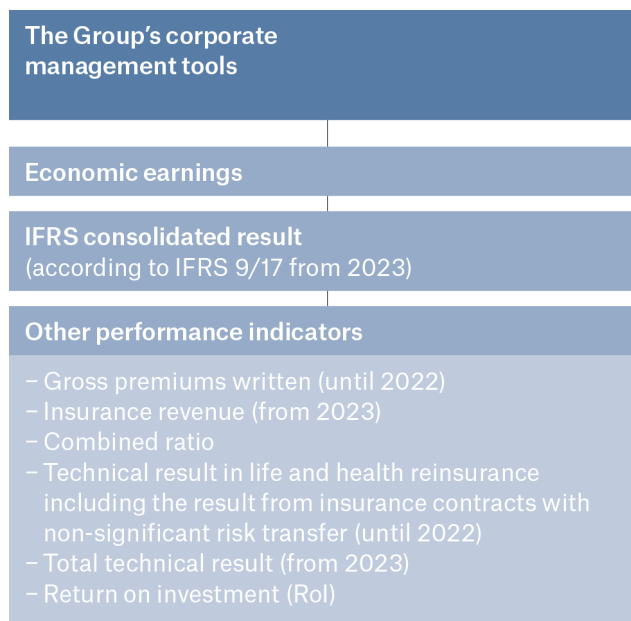 The Group’s corporate
management tools
Economic earnings
IFRS consolidated result
(according to IFRS 9/17 from 2023)
Other performance indicators
– Gross premiums written (until 2022)
– Insurance revenue (from 2023)
– Combined ratio
– Technical result in life and health reinsurance
including the result from insurance contracts with
non-significant risk transfer (until 2022)
– Total technical result (from 2023)
– Return on investment (RoI)